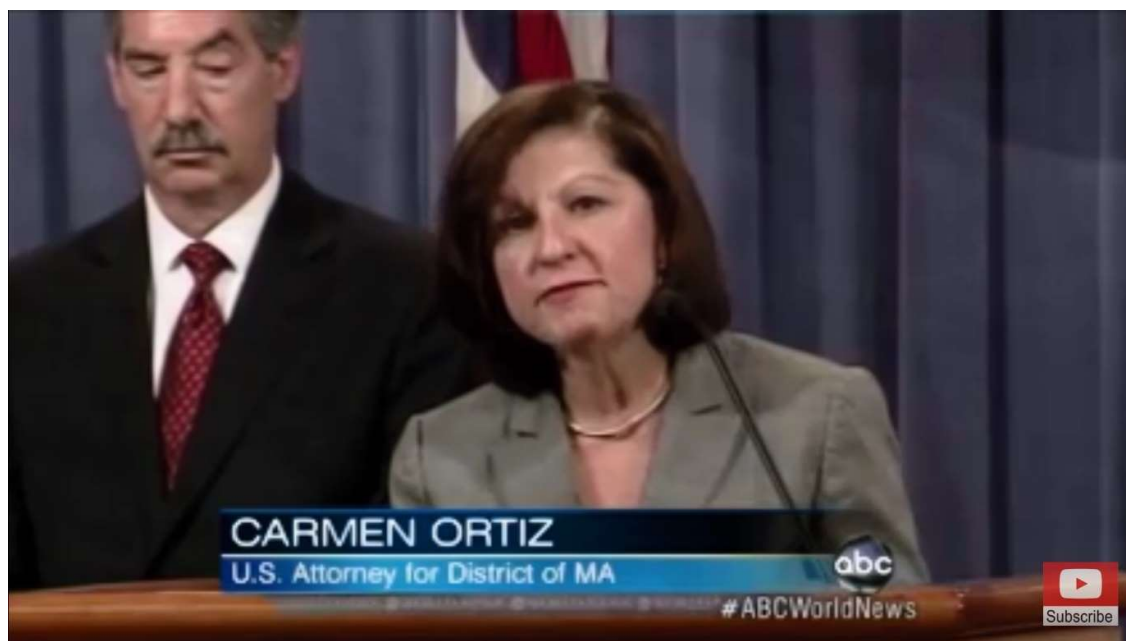 CARMEN ORTIZ
U.S. Attorney for District of MA
abc
#ABCWorldNews
Subscribe